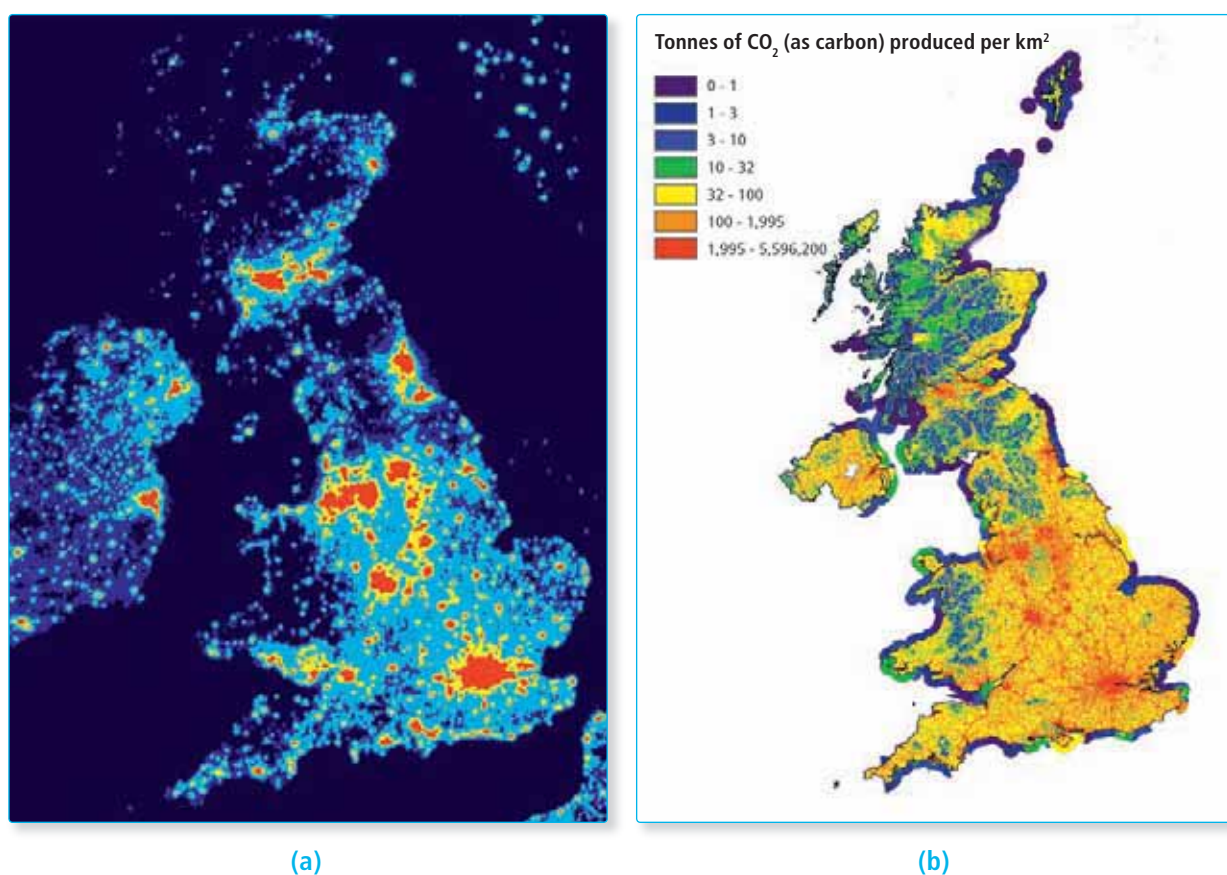 Tonnes of CO₂ (as carbon) produced per km²
0 - 1
1 - 3
3 - 10
10 - 32
32 - 100
100 - 1,995
1,995 - 5,596,200
(a)
(b)